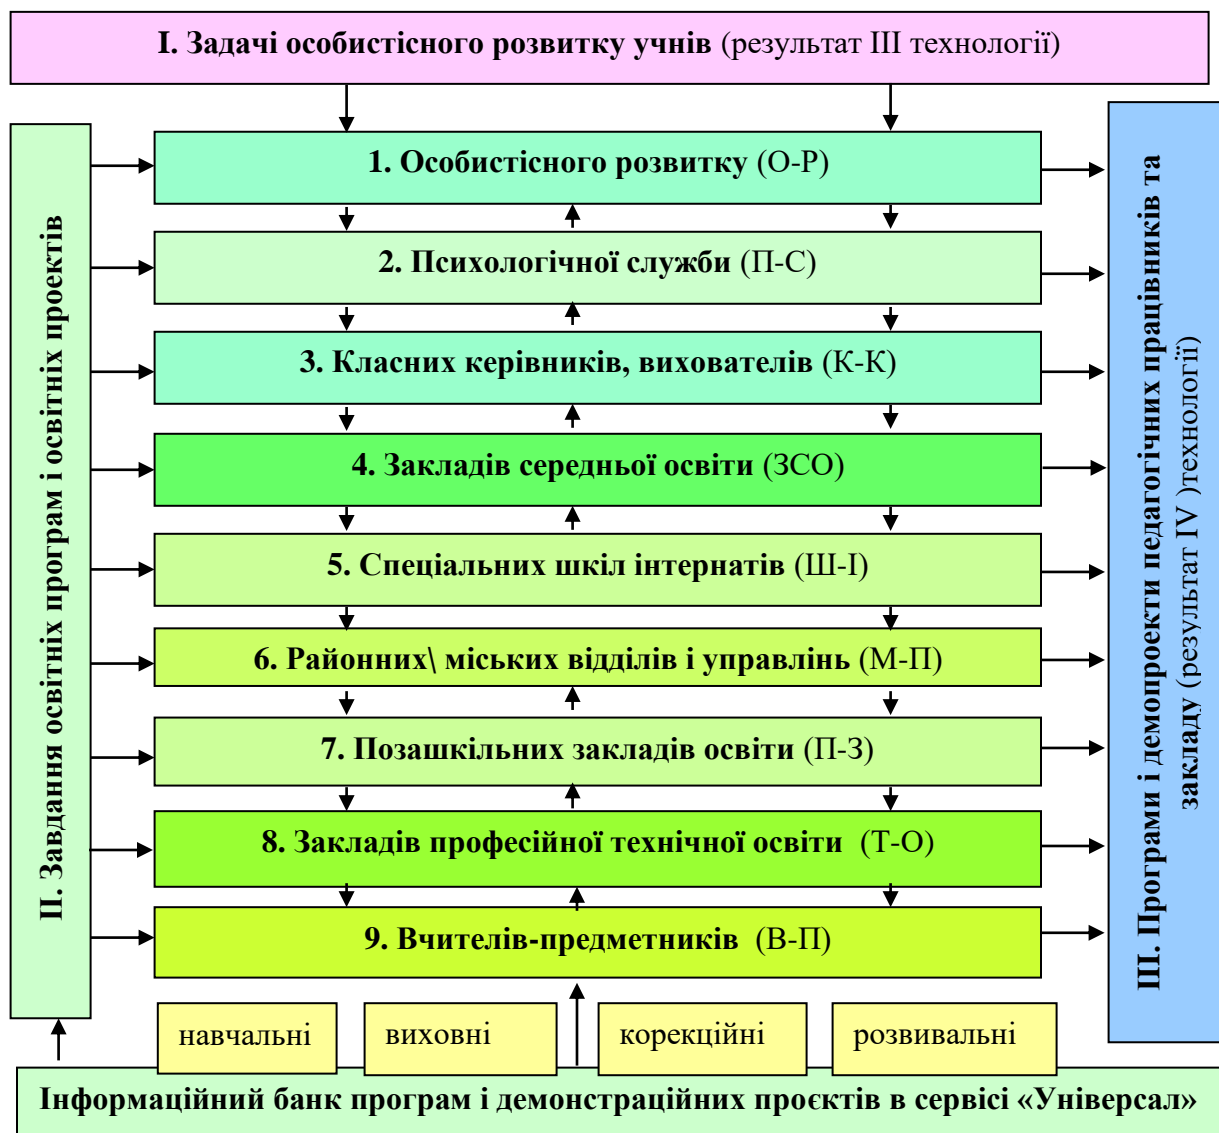 І. Задачі особистісного розвитку учнів (результат ІІІ технології)
ІІ. Завдання освітніх програм і освітніх проектів
1. Особистісного розвитку (О-Р)
2. Психологічної служби (П-С)
3. Класних керівників, вихователів (К-К)
4. Закладів середньої освіти (ЗСО)
5. Спеціальних шкіл інтернатів (Ш-І)
6. Районних\ міських відділів і управлінь (М-П)
7. Позашкільних закладів освіти (П-З)
8. Закладів професійної технічної освіти (Т-О)
9. Вчителів-предметників (В-П)
ІІІ. Програми і демопроекти педагогічних працівників та
закладу (результат IV )технології)
навчальні
виховні
корекційні
розвивальні
Інформаційний банк програм і демонстраційних проєктів в сервісі «Універсал»